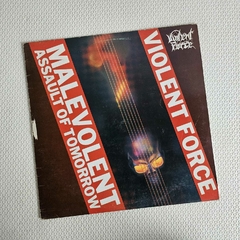 Violent
Force
VIOLENT FORCE
MALEVOLENT
ASSAULT OF TOMORROW